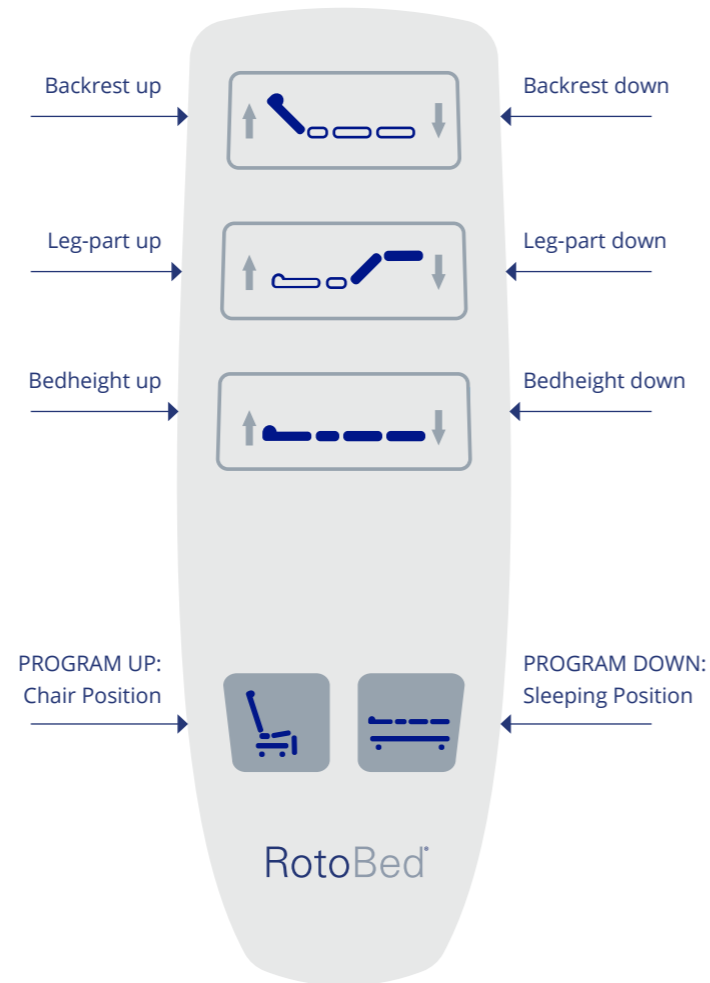 Backrest up
Backrest down
Leg-part up
Leg-part down
Bedheight up
Bedheight down
PROGRAM UP:
Chair Position
PROGRAM DOWN:
Sleeping Position
RotoBed